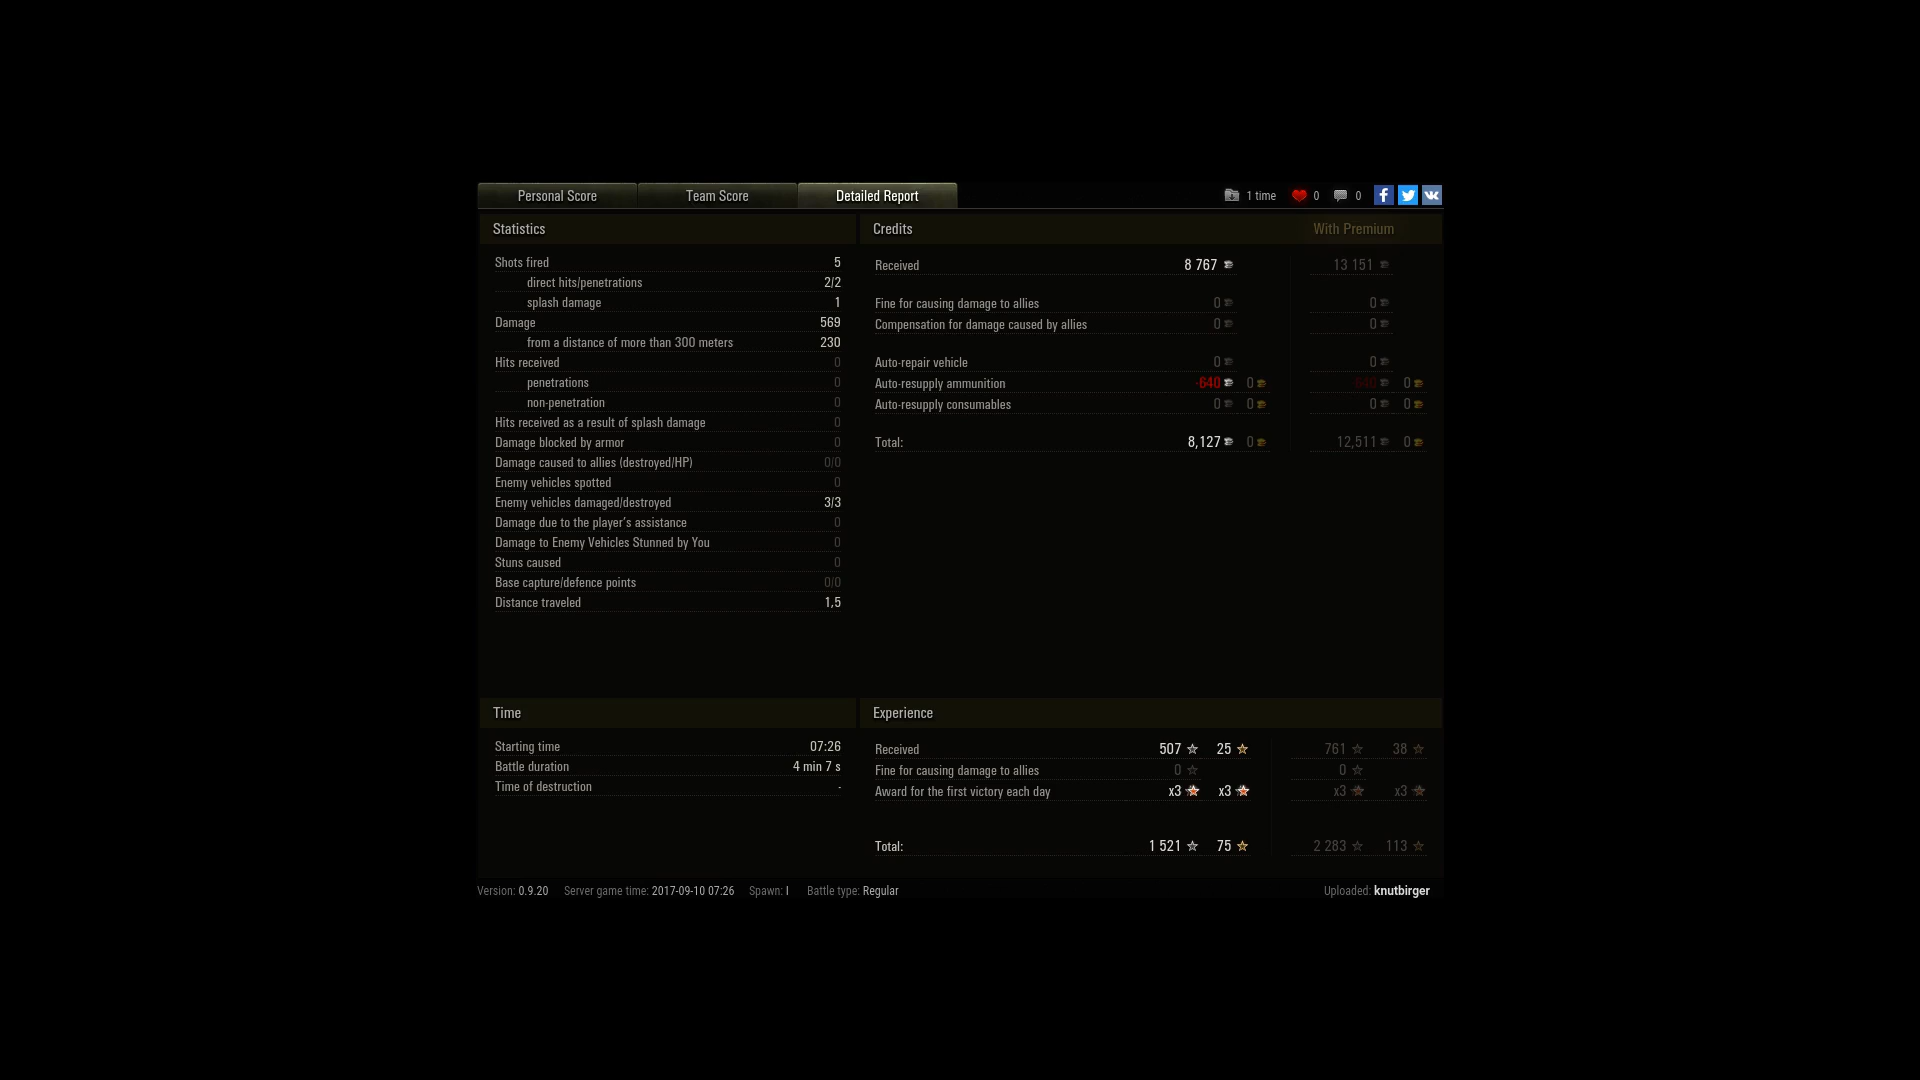 Personal Score Team Score Detailed Report 1 time 0 0
Statistics
Shots fired 5
direct hits/penetrations 2/2
splash damage 1
Damage 569
from a distance of more than 300 meters 230
Hits received 0
penetrations 0
non-penetration 0
Hits received as a result of splash damage 0
Damage blocked by armor 0
Damage caused to allies (destroyed/HP) 0/0
Enemy vehicles spotted 0
Enemy vehicles damaged/destroyed 3/3
Damage due to the player's assistance 0
Damage to Enemy Vehicles Stunned by You 0
Stuns caused 0
Base capture/defence points 0/0
Distance traveled 1,5
Credits With Premium
Received 8 767 13 151
Fine for causing damage to allies 0 0
Compensation for damage caused by allies 0 0
Auto-repair vehicle 0 0
Auto-resupply ammunition -640 0 -640 0
Auto-resupply consumables 0 0 0 0
Total: 8,127 0 12,511 0
Time
Starting time 07:26
Battle duration 4 min 7 s
Time of destruction -
Experience
Received 507 25 761 38
Fine for causing damage to allies 0 0
Award for the first victory each day x3 x3 x3 x3
Total: 1 521 75 2 283 113
Version: 0.9.20 Server game time: 2017-09-10 07:26 Spawn: I Battle type: Regular Uploaded: knutbirger